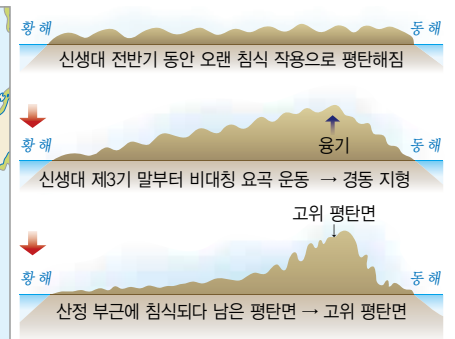 황해
동해
신생대 전반기 동안 오랜 침식 작용으로 평탄해짐
융기
황해
동해
신생대 제3기 말부터 비대칭 요곡 운동 → 경동 지형
고위 평탄면
황해
동해
산정 부근에 침식되다 남은 평탄면 → 고위 평탄면